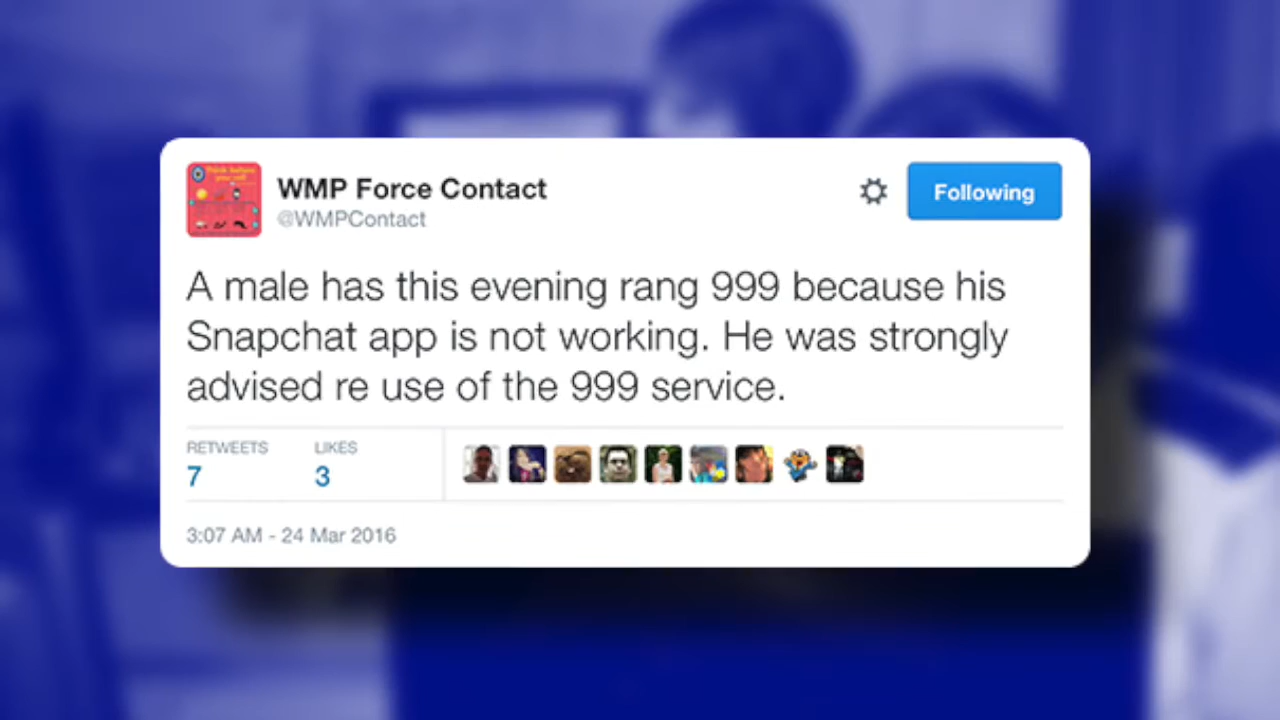 WMP Force Contact
@WMPContact
Following
A male has this evening rang 999 because his
Snapchat app is not working. He was strongly
advised re use of the 999 service.
RETWEETS LIKES
7 3
3:07 AM - 24 Mar 2016